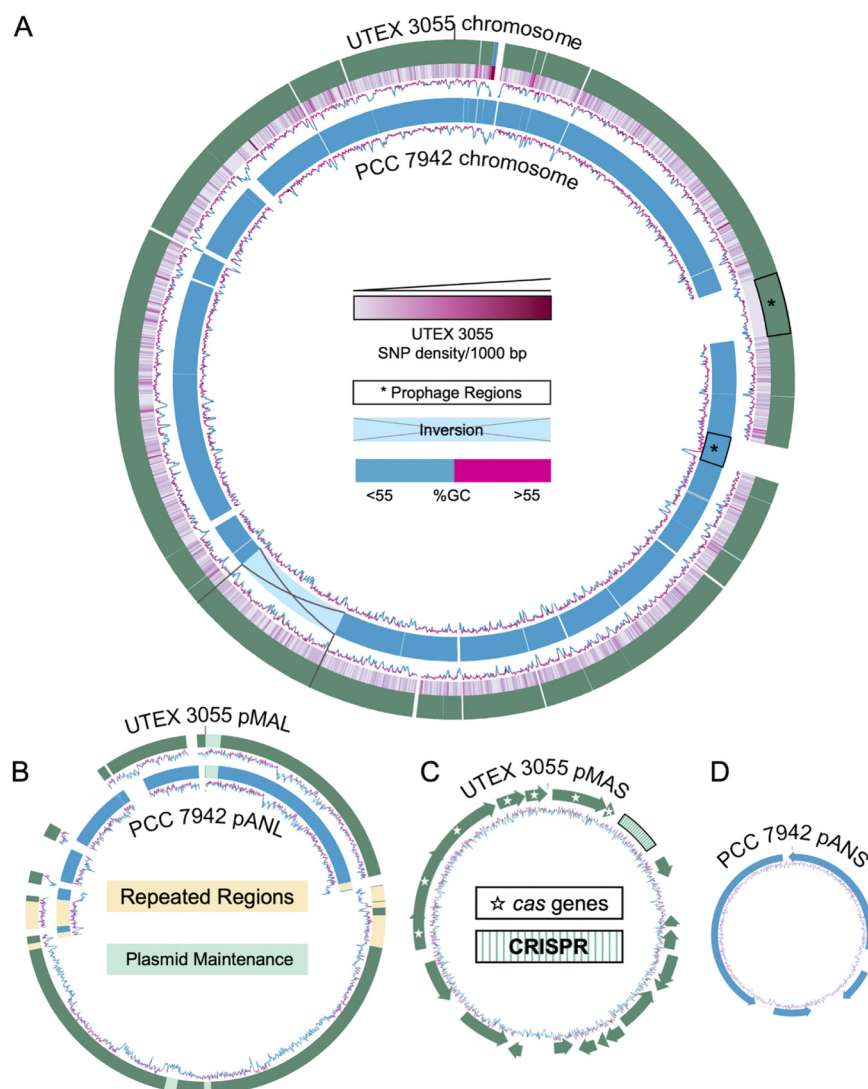 A
UTEX 3055 chromosome
PCC 7942 chromosome
UTEX 3055
SNP density/1000 bp
* Prophage Regions
Inversion
<55 %GC >55
*
*
B
UTEX 3055 pMAL
PCC 7942 pANL
Repeated Regions
Plasmid Maintenance
C
UTEX 3055 pMAS
☆ cas genes
CRISPR
D
PCC 7942 pANS